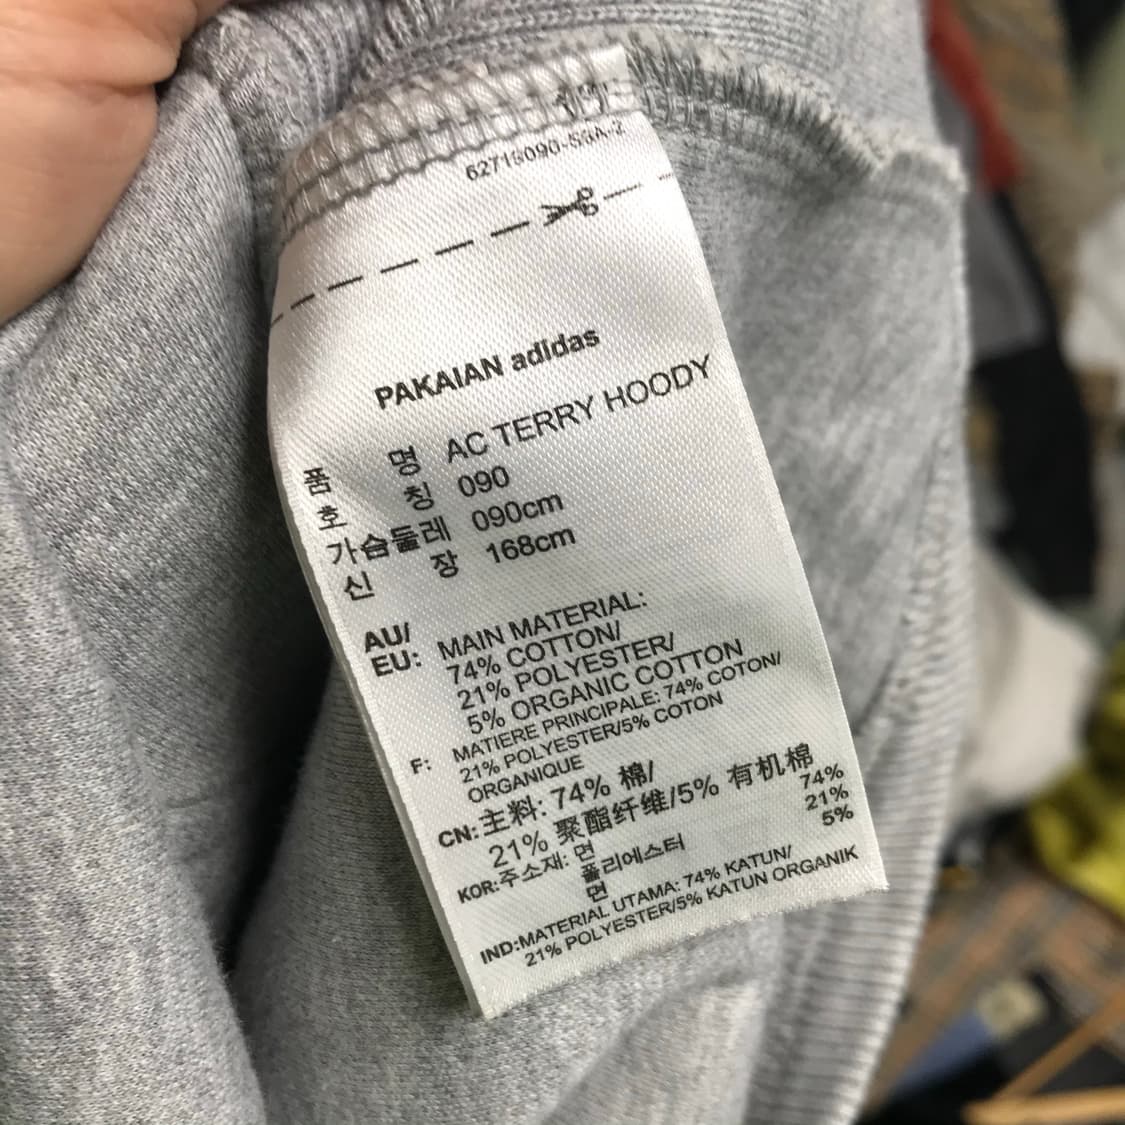 62718090-SSA-2
PAKAIAN adidas
품 명 AC TERRY HOODY
호 칭 090
가슴둘레 090cm
신 장 168cm
AU/
EU: MAIN MATERIAL:
74% COTTON/
21% POLYESTER/
5% ORGANIC COTTON
F: MATIERE PRINCIPALE: 74% COTON/
21% POLYESTER/5% COTON
ORGANIQUE
CN: 主料: 74% 棉/
21% 聚酯纤维/5% 有机棉
KOR: 주소재: 면 74%
폴리에스터 21%
면 5%
IND:MATERIAL UTAMA: 74% KATUN/
21% POLYESTER/5% KATUN ORGANIK